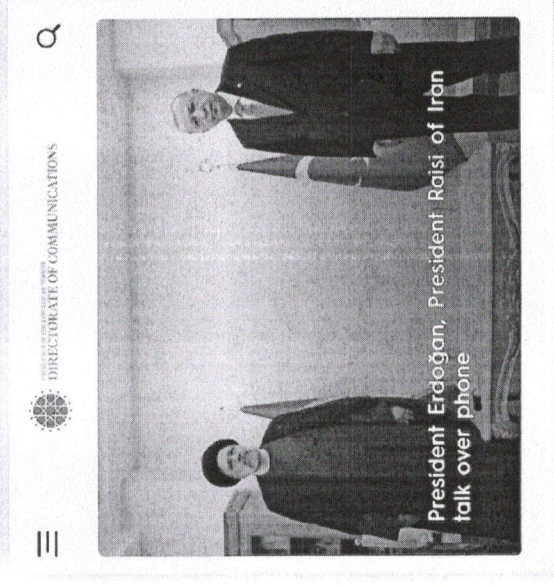 DIRECTORATE OF COMMUNICATIONS
President Erdoğan, President Raisi of Iran
talk over phone